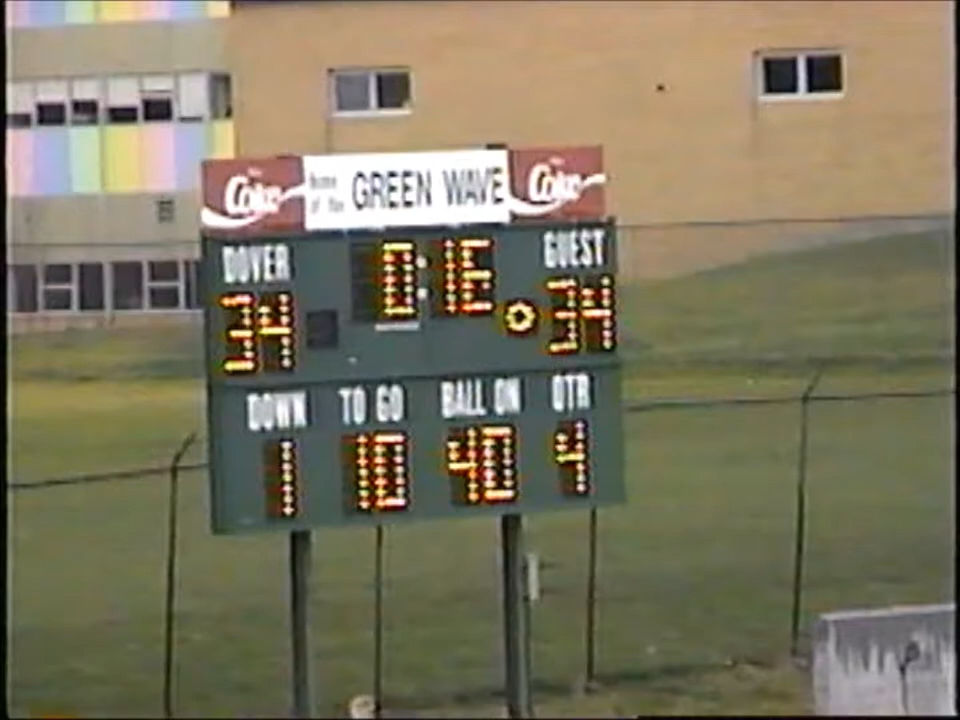 Coke Home of the GREEN WAVE Coke
DOVER 0:16 GUEST
34 34
DOWN TO GO BALL ON QTR
1 10 40 4